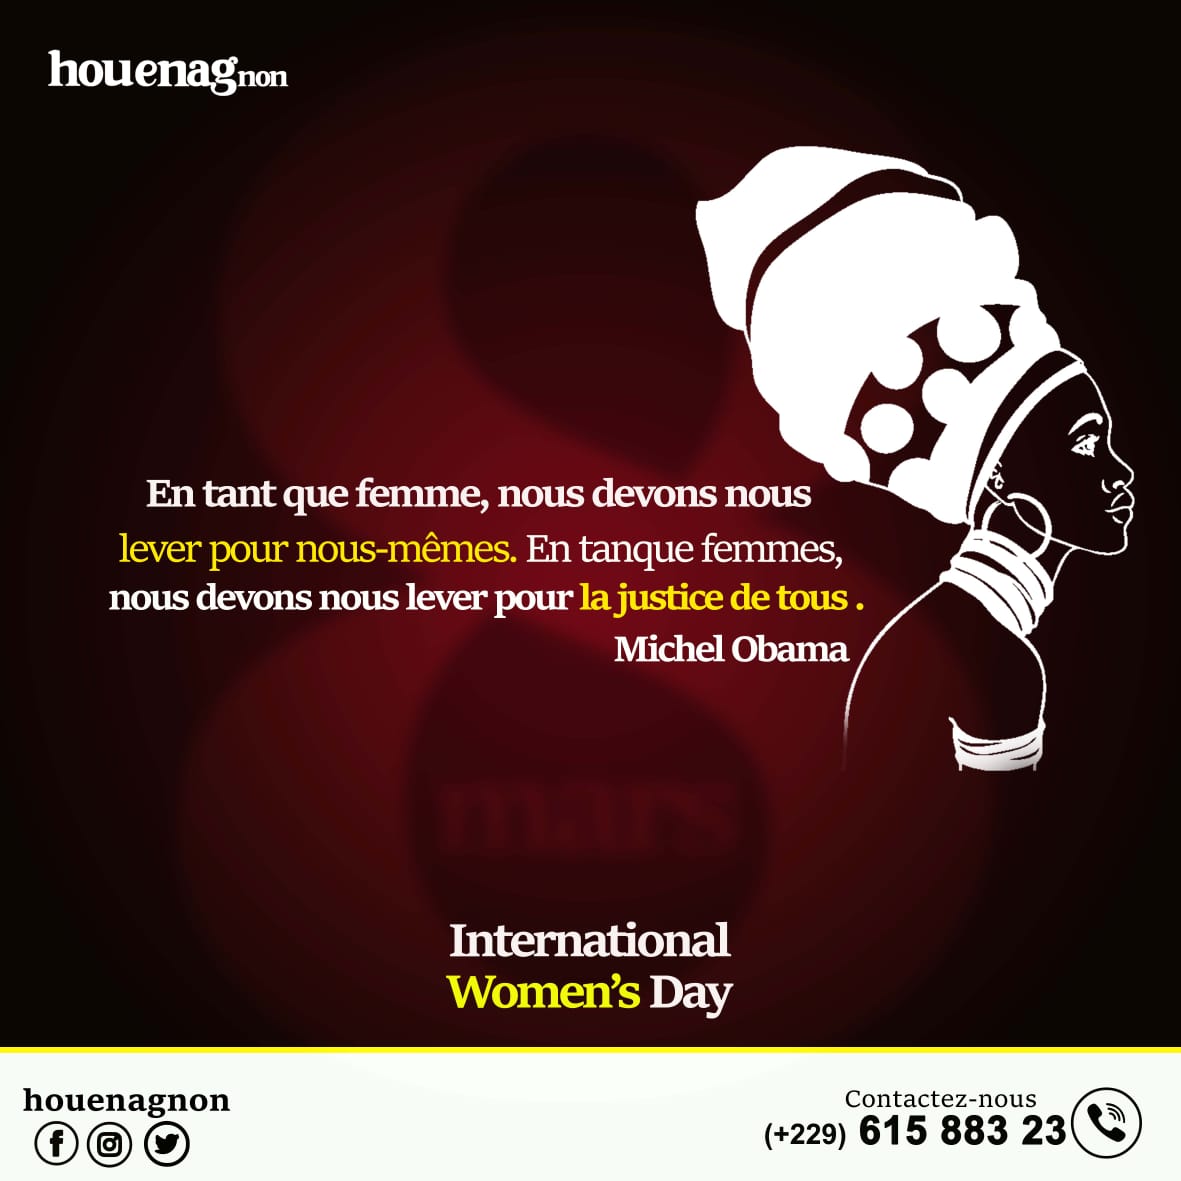 houenagnon
En tant que femme, nous devons nous
lever pour nous-mêmes. En tanque femmes,
nous devons nous lever pour la justice de tous .
Michel Obama
mars
International
Women's Day
houenagnon
Contactez-nous
(+229) 615 883 23